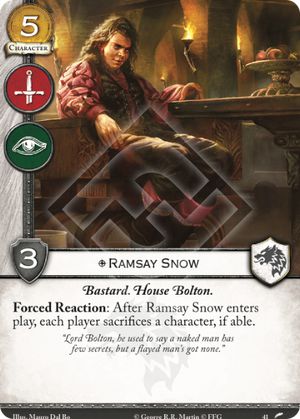 5
CHARACTER
3
RAMSAY SNOW
Bastard. House Bolton.
Forced Reaction: After Ramsay Snow enters
play, each player sacrifices a character, if able.
"Lord Bolton, he used to say a naked man has
few secrets, but a flayed man's got none."
Illus. Mauro Dal Bo
© George R.R. Martin © FFG
41